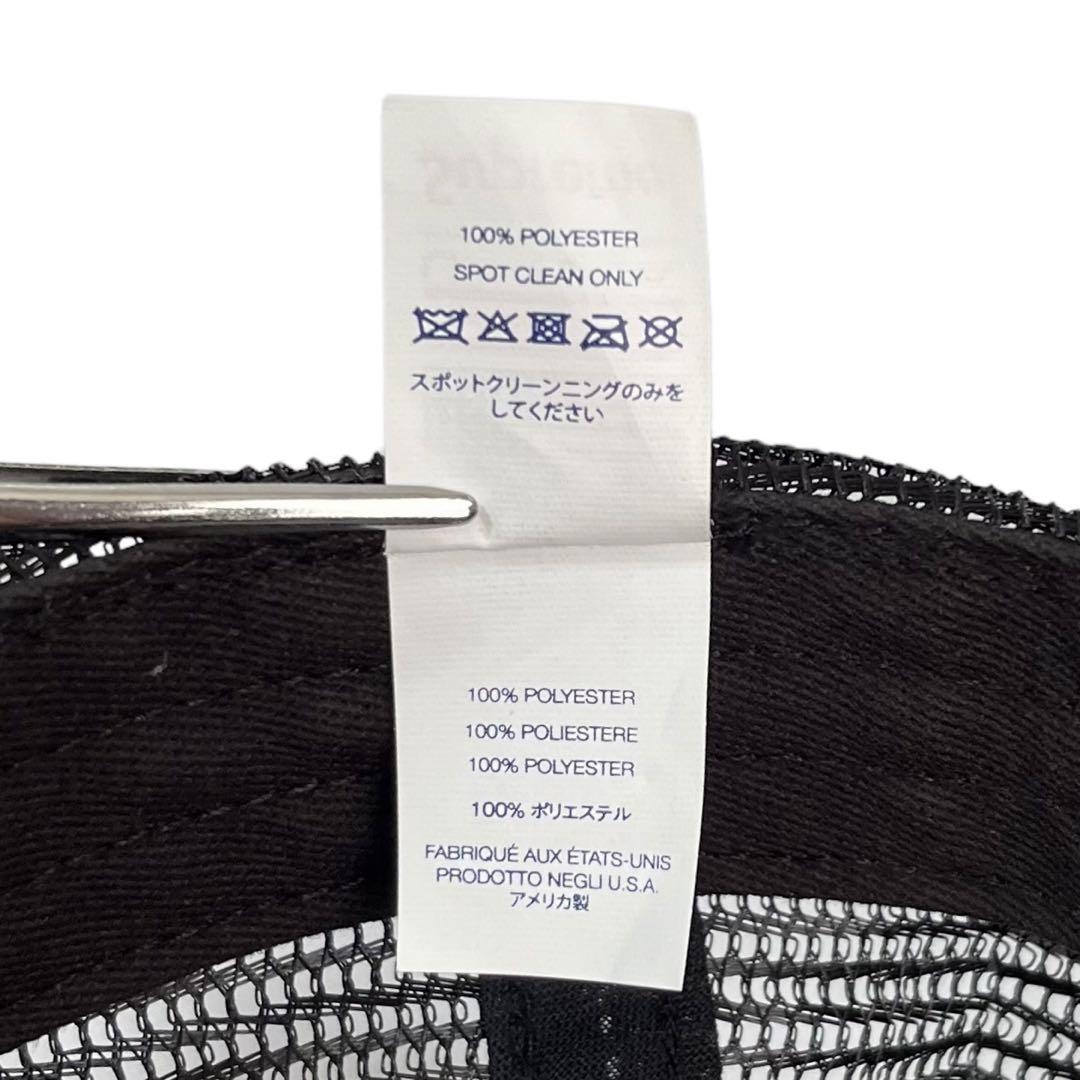 100% POLYESTER
SPOT CLEAN ONLY
スポットクリーンニングのみを
してください
100% POLYESTER
100% POLIESTERE
100% POLYESTER
100% ポリエステル
FABRIQUÉ AUX ÉTATS-UNIS
PRODOTTO NEGLI U.S.A.
アメリカ製